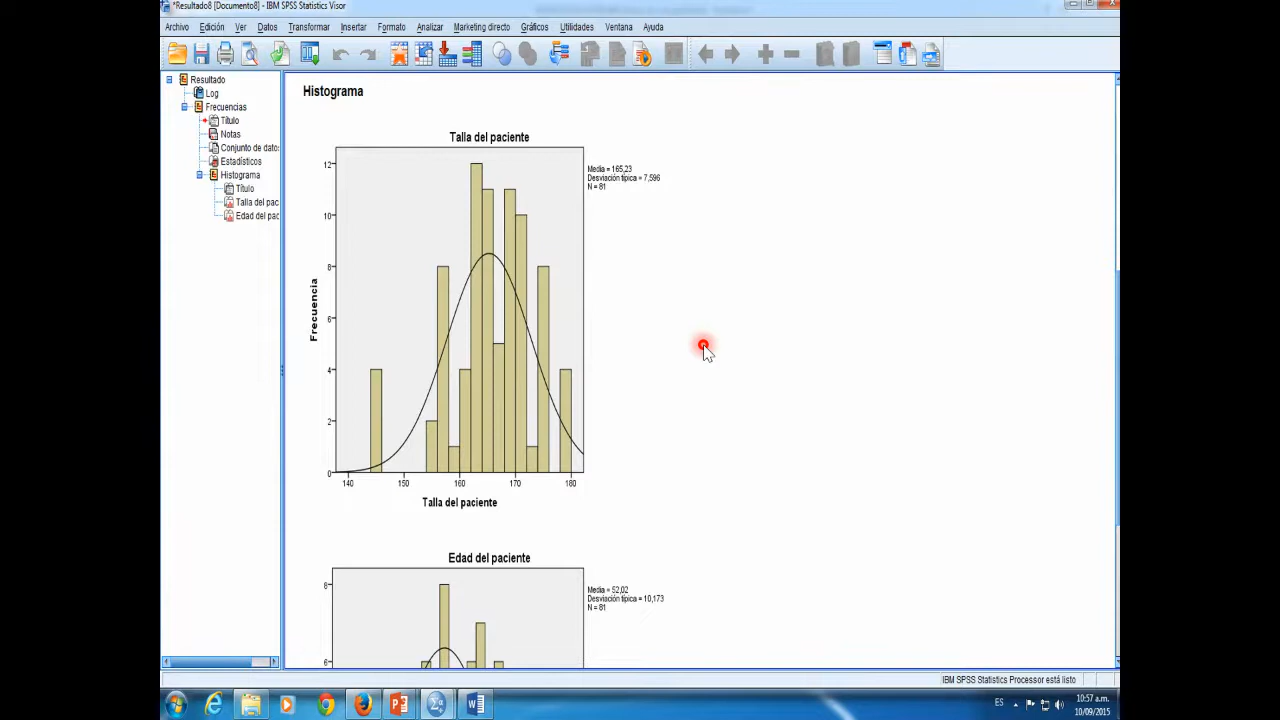 *Resultado8 [Documento8] - IBM SPSS Statistics Visor
Archivo Edición Ver Datos Transformar Insertar Formato Analizar Marketing directo Gráficos Utilidades Ventana Ayuda
Resultado
Log
Frecuencias
Título
Notas
Conjunto de datos
Estadísticos
Histograma
Título
Talla del pac
Edad del pac
Histograma
Talla del paciente
Media = 165,23
Desviación típica = 7,596
N = 81
Frecuencia
12
10
8
6
4
2
0
140 150 160 170 180
Talla del paciente
Edad del paciente
Media = 52,02
Desviación típica = 10,173
N = 81
8
6
IBM SPSS Statistics Processor está listo
ES
10:57 a.m.
10/09/2015